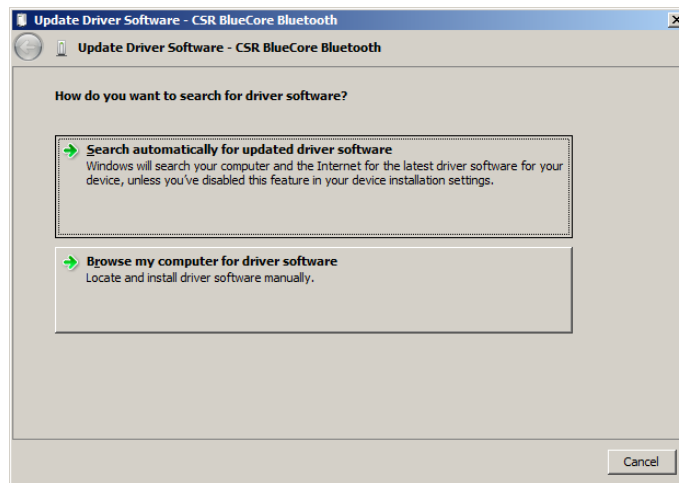 Update Driver Software - CSR BlueCore Bluetooth
Update Driver Software - CSR BlueCore Bluetooth
How do you want to search for driver software?
Search automatically for updated driver software
Windows will search your computer and the Internet for the latest driver software for your
device, unless you've disabled this feature in your device installation settings.
Browse my computer for driver software
Locate and install driver software manually.
Cancel